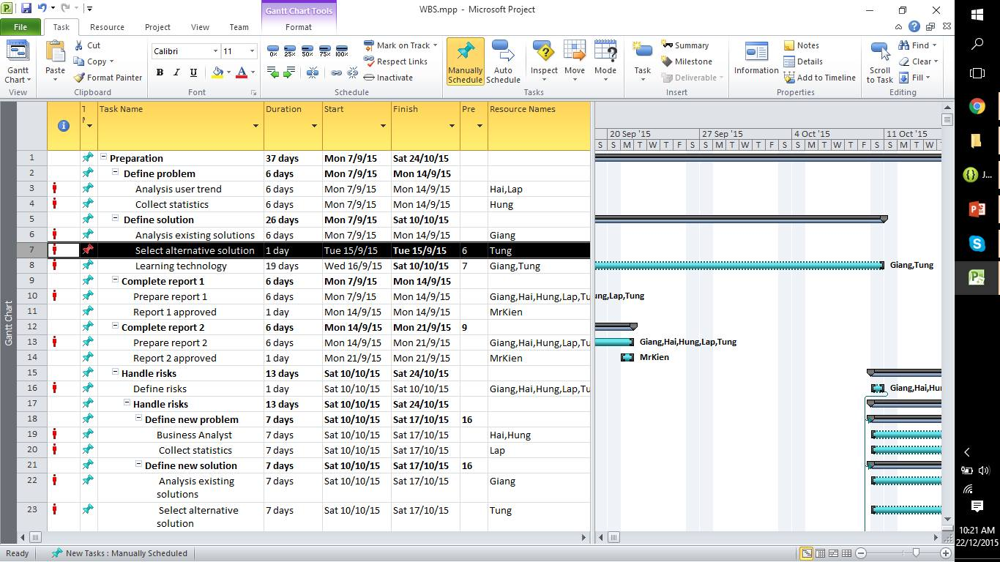 Gantt Chart Tools
WBS.mpp - Microsoft Project
File Task Resource Project View Team Format
Gantt Chart
View
Paste
Cut
Copy
Format Painter
Clipboard
Calibri 11
B I U A
Font
0% 25% 50% 75% 100%
Mark on Track
Respect Links
Inactivate
Schedule
Manually Schedule
Auto Schedule
Inspect Move Mode
Tasks
Task
Summary
Milestone
Deliverable
Insert
Information
Notes
Details
Add to Timeline
Properties
Scroll to Task
Find
Clear
Fill
Editing
Task Name Duration Start Finish Pre Resource Names
20 Sep '15 27 Sep '15 4 Oct '15 11 Oct '15
S S M T W T F S S M T W T F S S M T W T F S S M T W
1 Preparation 37 days Mon 7/9/15 Sat 24/10/15
2 Define problem 6 days Mon 7/9/15 Mon 14/9/15
3 Analysis user trend 6 days Mon 7/9/15 Mon 14/9/15 Hai,Lap
4 Collect statistics 6 days Mon 7/9/15 Mon 14/9/15 Hung
5 Define solution 26 days Mon 7/9/15 Sat 10/10/15
6 Analysis existing solutions 6 days Mon 7/9/15 Mon 14/9/15 Giang
7 Select alternative solution 1 day Tue 15/9/15 Tue 15/9/15 6 Tung
8 Learning technology 19 days Wed 16/9/15 Sat 10/10/15 7 Giang,Tung Giang,Tung
9 Complete report 1 6 days Mon 7/9/15 Mon 14/9/15
10 Prepare report 1 6 days Mon 7/9/15 Mon 14/9/15 Giang,Hai,Hung,Lap,Tu ung,Lap,Tung
11 Report 1 approved 1 day Mon 14/9/15 Mon 14/9/15 MrKien
12 Complete report 2 6 days Mon 14/9/15 Mon 21/9/15 9
13 Prepare report 2 6 days Mon 14/9/15 Mon 21/9/15 Giang,Hai,Hung,Lap,Tu Giang,Hai,Hung,Lap,Tung
14 Report 2 approved 1 day Mon 21/9/15 Mon 21/9/15 MrKien MrKien
15 Handle risks 13 days Sat 10/10/15 Sat 24/10/15
16 Define risks 1 day Sat 10/10/15 Sat 10/10/15 Giang,Hai,Hung,Lap,Tu Giang,Hai,Hu
17 Handle risks 13 days Sat 10/10/15 Sat 24/10/15
18 Define new problem 7 days Sat 10/10/15 Sat 17/10/15 16
19 Business Analyst 7 days Sat 10/10/15 Sat 17/10/15 Hai,Hung
20 Collect statistics 7 days Sat 10/10/15 Sat 17/10/15 Lap
21 Define new solution 7 days Sat 10/10/15 Sat 17/10/15 16
22 Analysis existing 7 days Sat 10/10/15 Sat 17/10/15 Giang
solutions
23 Select alternative 7 days Sat 10/10/15 Sat 17/10/15 Tung
solution
Gantt Chart
Ready New Tasks : Manually Scheduled
J...
10:21 AM
22/12/2015